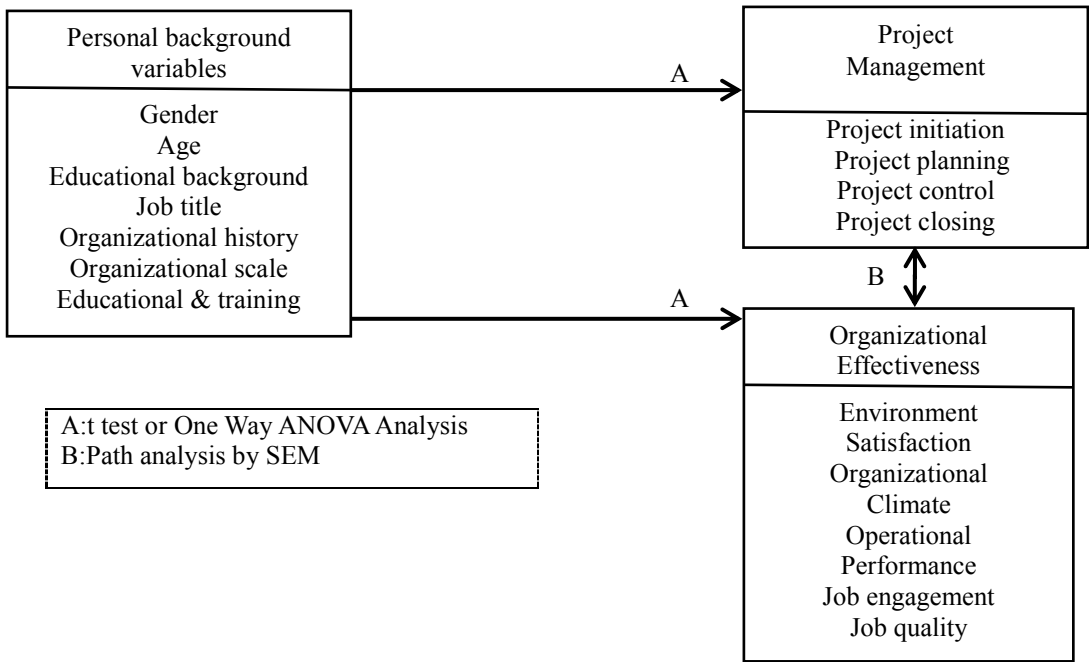 Personal background
variables
Gender
Age
Educational background
Job title
Organizational history
Organizational scale
Educational & training
A
Project
Management
Project initiation
Project planning
Project control
Project closing
B
A
Organizational
Effectiveness
Environment
Satisfaction
Organizational
Climate
Operational
Performance
Job engagement
Job quality
A:t test or One Way ANOVA Analysis
B:Path analysis by SEM